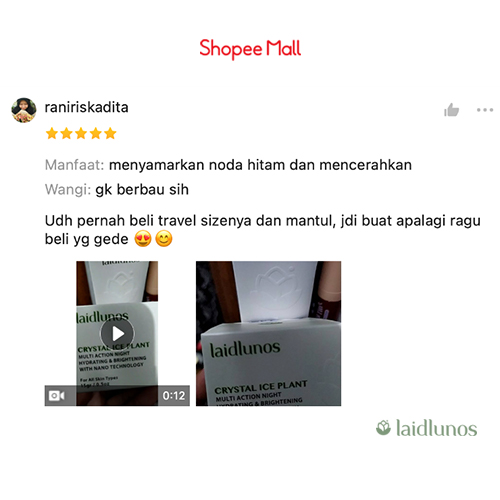 Shopee Mall
raniriskadita
Manfaat: menyamarkan noda hitam dan mencerahkan
Wangi: gk berbau sih
Udh pernah beli travel sizenya dan mantul, jdi buat apalagi ragu
beli yg gede 😍😊
laidlunos
CRYSTAL ICE PLANT
MULTI ACTION NIGHT
HYDRATING & BRIGHTENING
WITH NANO TECHNOLOGY
For All Skin Types
0:12
laidlunos
CRYSTAL ICE PLANT
MULTI ACTION NIGHT
HYDRATING & BRIGHTENING
laidlunos